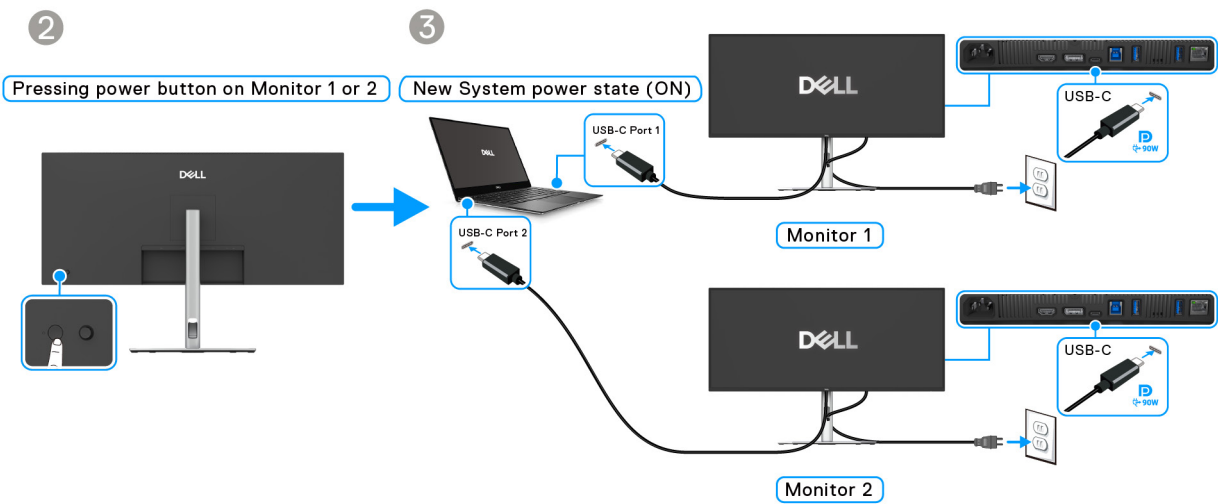 2
3
Pressing power button on Monitor 1 or 2
New System power state (ON)
DELL
DELL
USB-C Port 1
USB-C Port 2
DELL
USB-C
90W
Monitor 1
DELL
USB-C
90W
Monitor 2